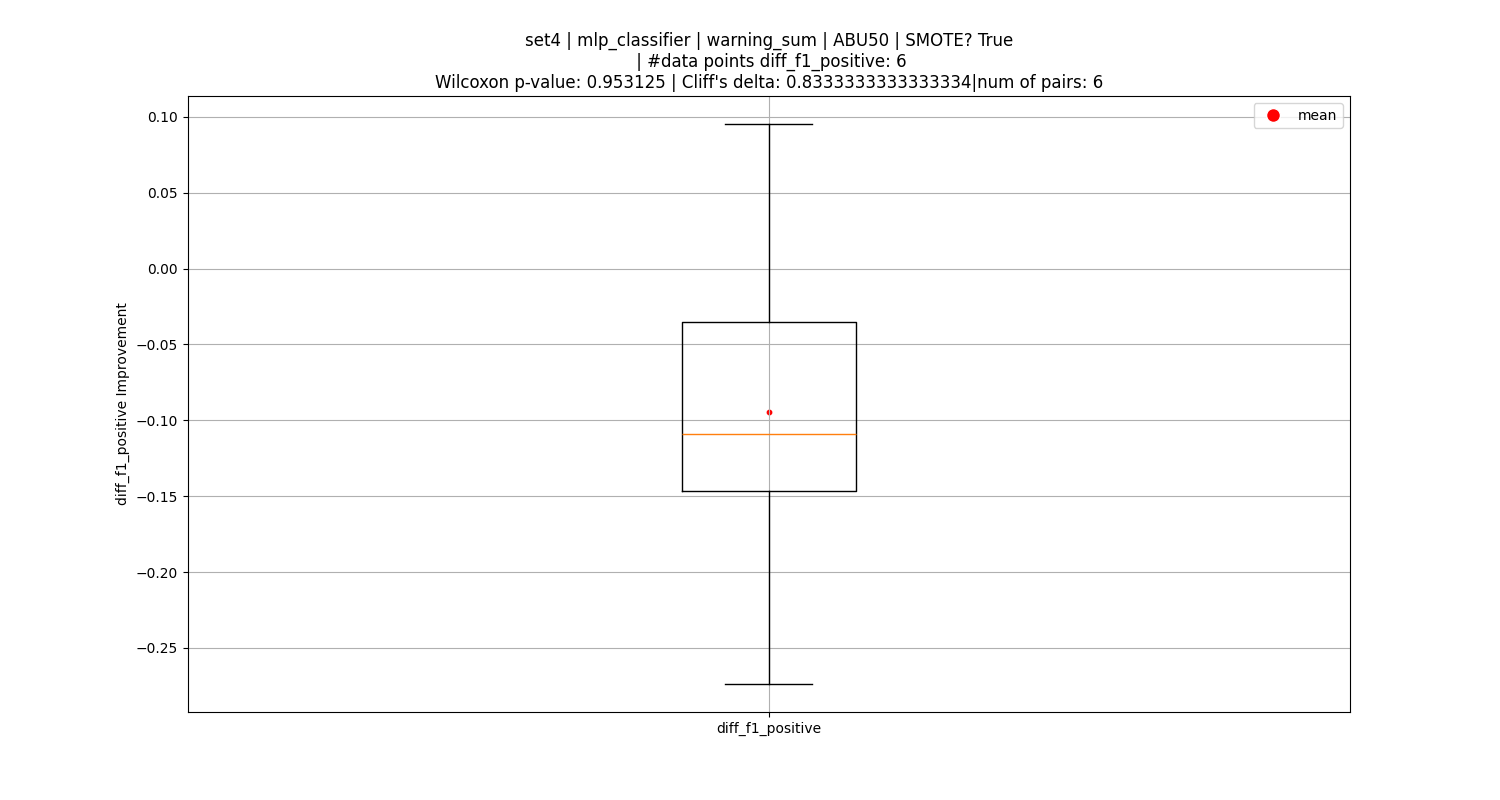 set4 | mlp_classifier | warning_sum | ABU50 | SMOTE? True
| #data points diff_f1_positive: 6
Wilcoxon p-value: 0.953125 | Cliff's delta: 0.8333333333333334|num of pairs: 6
mean
0.10
0.05
0.00
−0.05
−0.10
−0.15
−0.20
−0.25
diff_f1_positive Improvement
diff_f1_positive